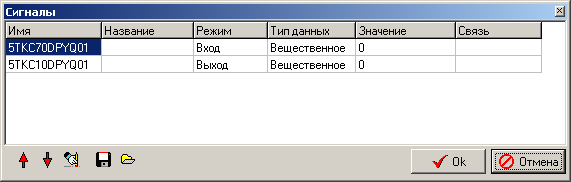 Сигналы
Имя Название Режим Тип данных Значение Связь
5TKC70DPYQ01 Вход Вещественное 0
5TKC10DPYQ01 Выход Вещественное 0
Ok Отмена